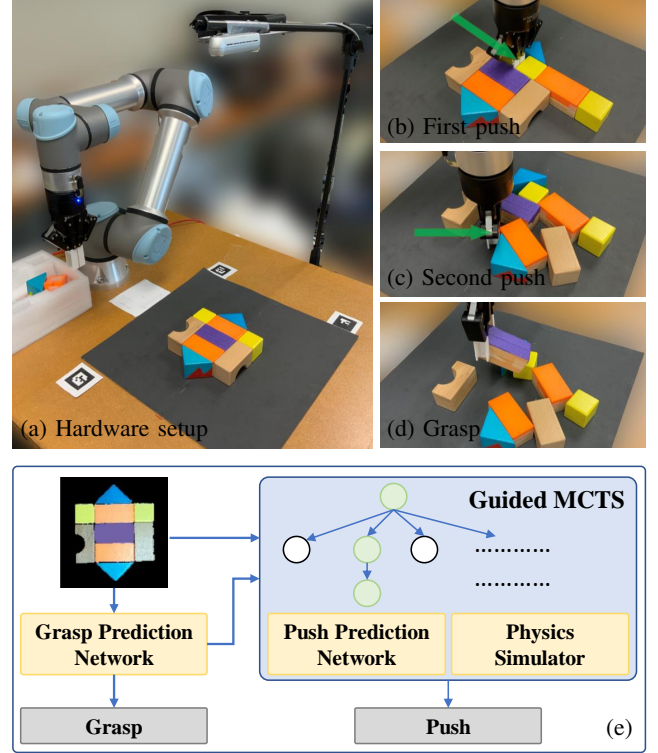 (a) Hardware setup
(b) First push
(c) Second push
(d) Grasp
Guided MCTS
…………
…………
Grasp Prediction
Network
Push Prediction
Network
Physics
Simulator
Grasp
Push
(e)